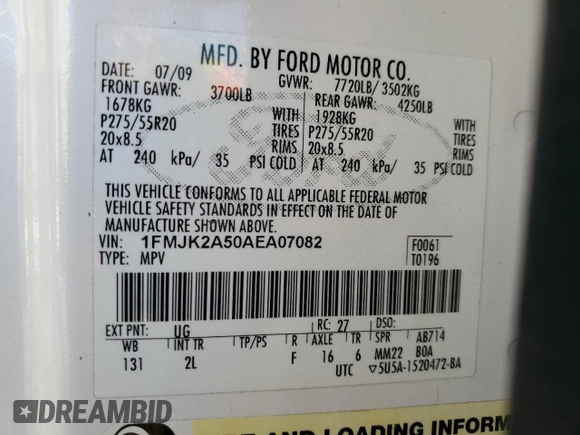 MFD. BY FORD MOTOR CO.
DATE: 07/09 GVWR: 7720LB/ 3502KG
FRONT GAWR: 3700LB REAR GAWR: 4250LB
1678KG WITH 1928KG WITH
P275/55R20 TIRES P275/55R20 TIRES
20x8.5 RIMS 20x8.5 RIMS
AT 240 kPa/ 35 PSI COLD AT 240 kPa/ 35 PSI COLD
THIS VEHICLE CONFORMS TO ALL APPLICABLE FEDERAL MOTOR
VEHICLE SAFETY STANDARDS IN EFFECT ON THE DATE OF
MANUFACTURE SHOWN ABOVE.
VIN: 1FMJK2A50AEA07082 F0061
TYPE: MPV T0196
EXT PNT: UG RC: 27 DSO:
WB INT TR TP/PS R AXLE TR SPR AB714
131 2L F 16 6 MM22 B0A
UTC ▽5U5A-1520472-BA
E AND LOADING INFORM
DREAMBID